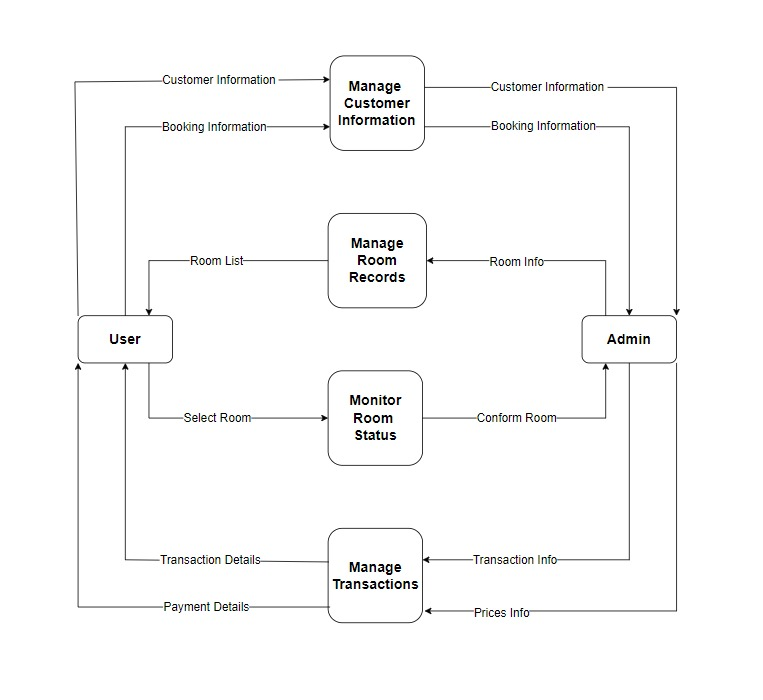 Customer Information
Manage
Customer
Information
Customer Information
Booking Information
Booking Information
Room List
Manage
Room
Records
Room Info
User
Admin
Select Room
Monitor
Room
Status
Conform Room
Transaction Details
Manage
Transactions
Transaction Info
Payment Details
Prices Info